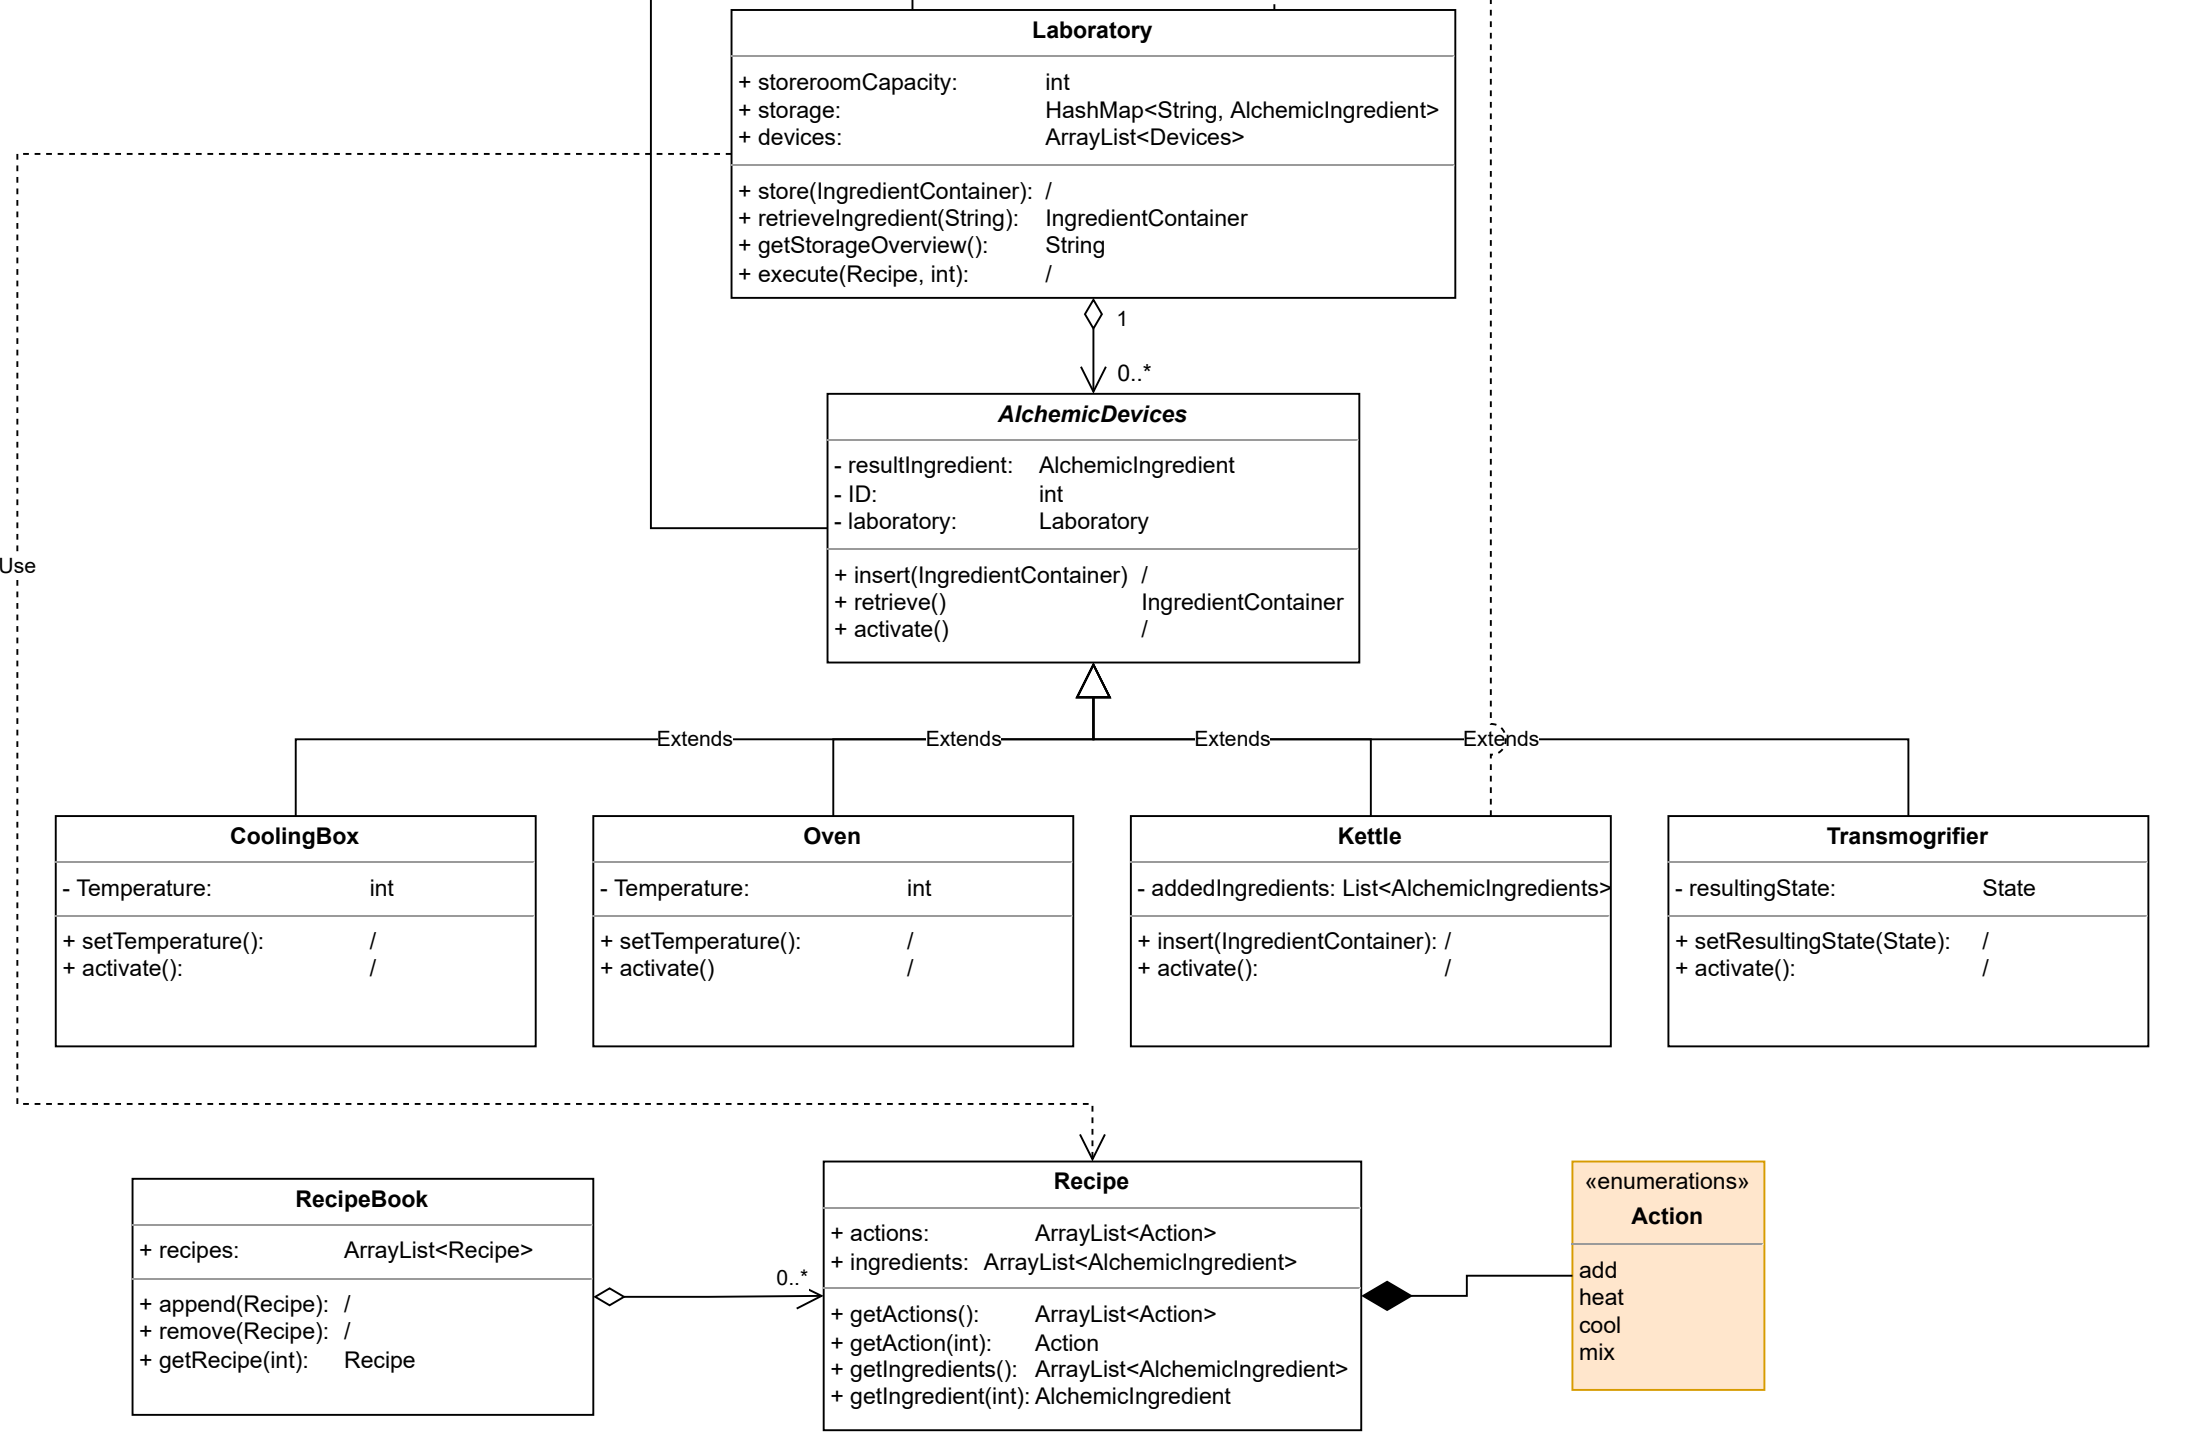 Laboratory
+ storeroomCapacity: int
+ storage: HashMap<String, AlchemicIngredient>
+ devices: ArrayList<Devices>
+ store(IngredientContainer): /
+ retrieveIngredient(String): IngredientContainer
+ getStorageOverview(): String
+ execute(Recipe, int): /
1
0..*
AlchemicDevices
- resultIngredient: AlchemicIngredient
- ID: int
- laboratory: Laboratory
+ insert(IngredientContainer) /
+ retrieve() IngredientContainer
+ activate() /
Use
Extends
Extends
Extends
Extends
CoolingBox
- Temperature: int
+ setTemperature(): /
+ activate(): /
Oven
- Temperature: int
+ setTemperature(): /
+ activate() /
Kettle
- addedIngredients: List<AlchemicIngredients>
+ insert(IngredientContainer): /
+ activate(): /
Transmogrifier
- resultingState: State
+ setResultingState(State): /
+ activate(): /
RecipeBook
+ recipes: ArrayList<Recipe>
+ append(Recipe): /
+ remove(Recipe): /
+ getRecipe(int): Recipe
0..*
Recipe
+ actions: ArrayList<Action>
+ ingredients: ArrayList<AlchemicIngredient>
+ getActions(): ArrayList<Action>
+ getAction(int): Action
+ getIngredients(): ArrayList<AlchemicIngredient>
+ getIngredient(int): AlchemicIngredient
«enumerations»
Action
add
heat
cool
mix